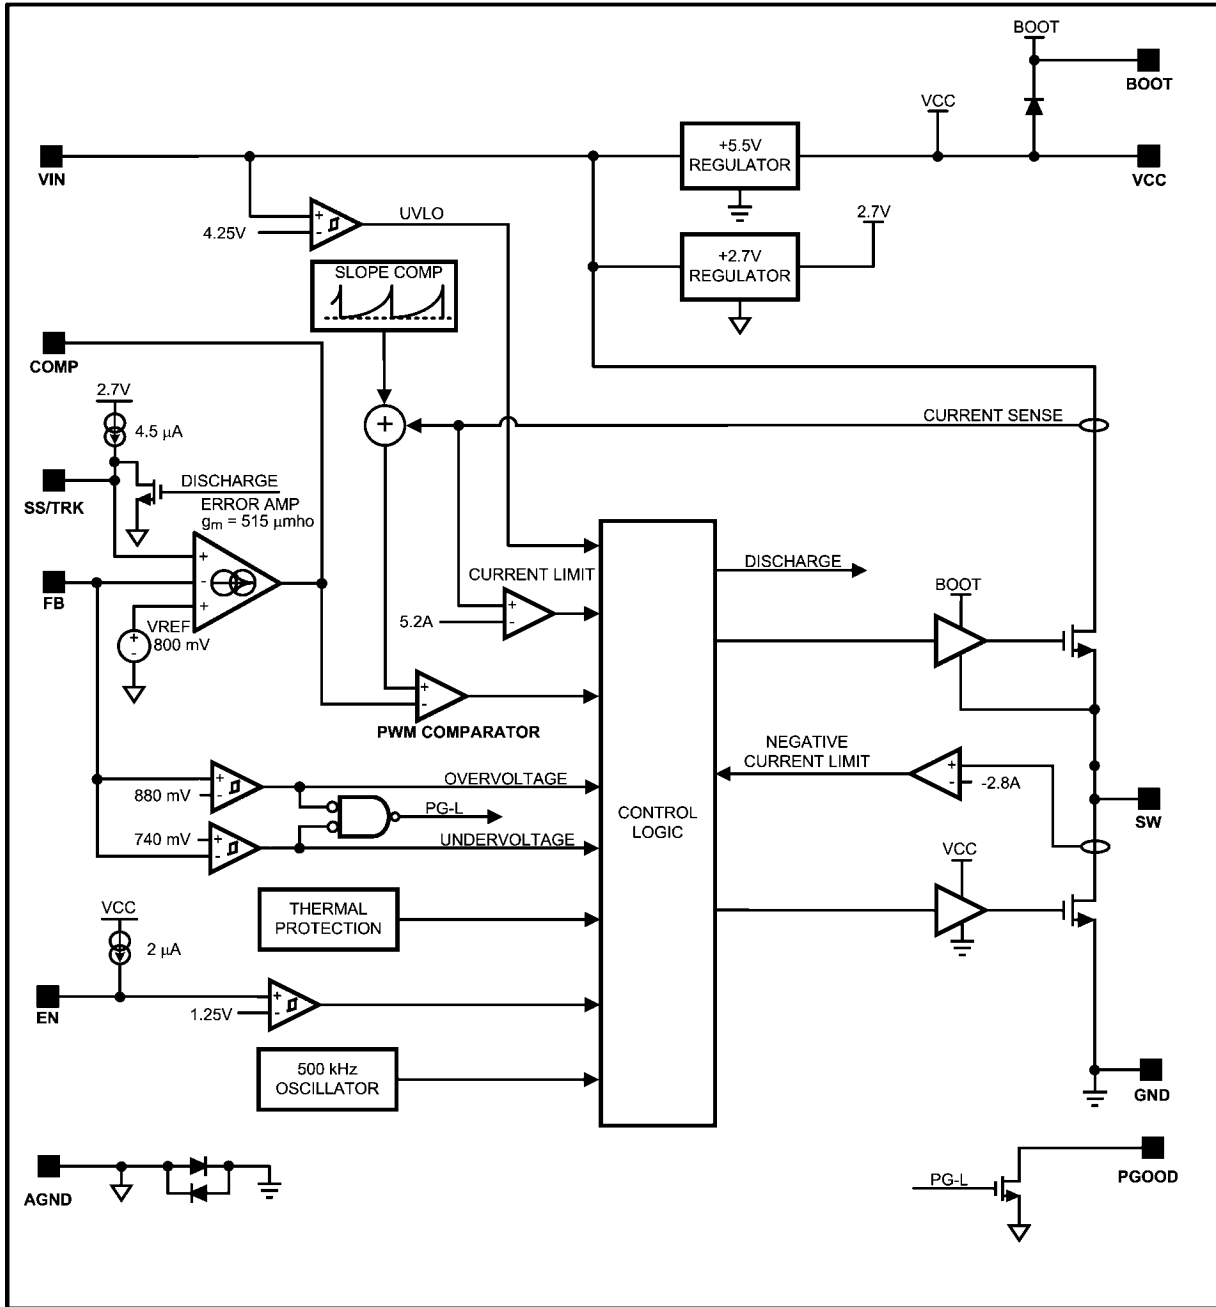 BOOT
BOOT
VCC
+5.5V
REGULATOR
VIN
VCC
UVLO
+
-
4.25V
2.7V
+2.7V
REGULATOR
SLOPE COMP
COMP
2.7V
4.5 µA
+
CURRENT SENSE
SS/TRK
DISCHARGE
ERROR AMP
gm = 515 µmho
+
-
+
FB
VREF
800 mV
+
-
CURRENT LIMIT
5.2A
+
-
DISCHARGE
BOOT
+
-
PWM COMPARATOR
NEGATIVE
CURRENT LIMIT
+
-
-2.8A
SW
OVERVOLTAGE
+
-
880 mV
PG-L
CONTROL
LOGIC
740 mV
+
-
UNDERVOLTAGE
VCC
THERMAL
PROTECTION
VCC
2 µA
EN
+
-
1.25V
500 kHz
OSCILLATOR
GND
AGND
PG-L
PGOOD